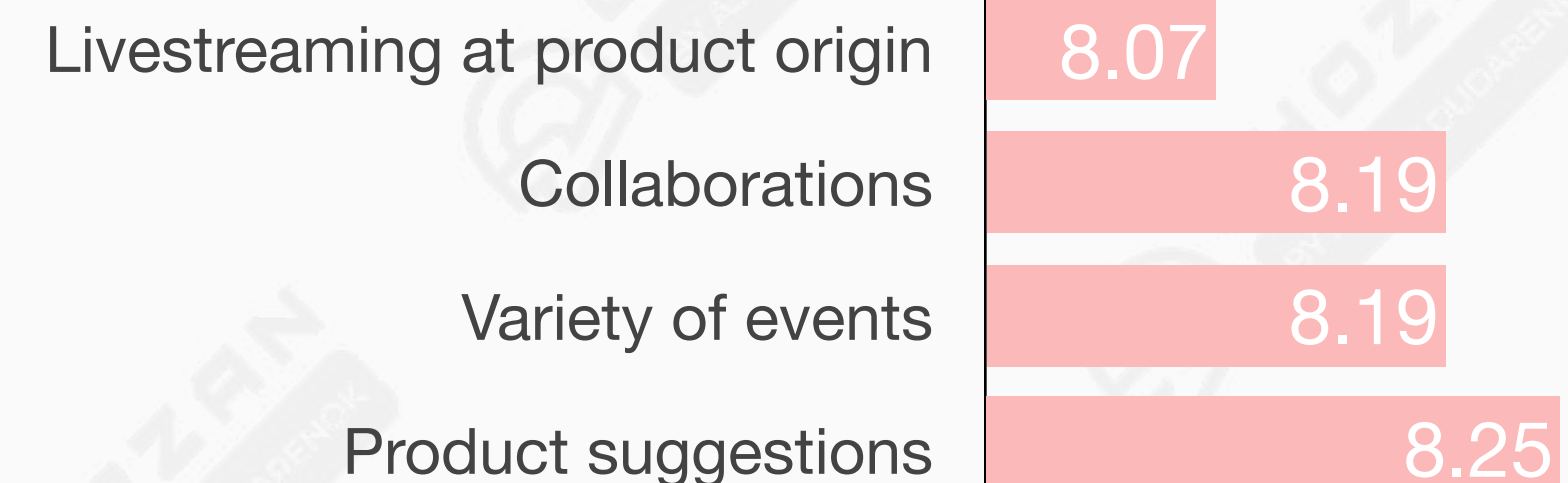 Livestreaming at product origin 8.07
Collaborations 8.19
Variety of events 8.19
Product suggestions 8.25